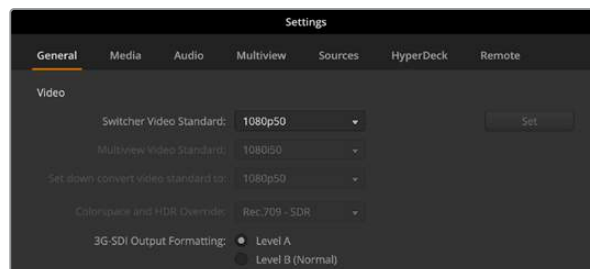 Settings
General Media Audio Multiview Sources HyperDeck Remote
Video
Switcher Video Standard: 1080p50 Set
Multiview Video Standard: 1080i50
Set down convert video standard to: 1080p50
Colorspace and HDR Override: Rec.709 - SDR
3G-SDI Output Formatting: Level A
Level B (Normal)